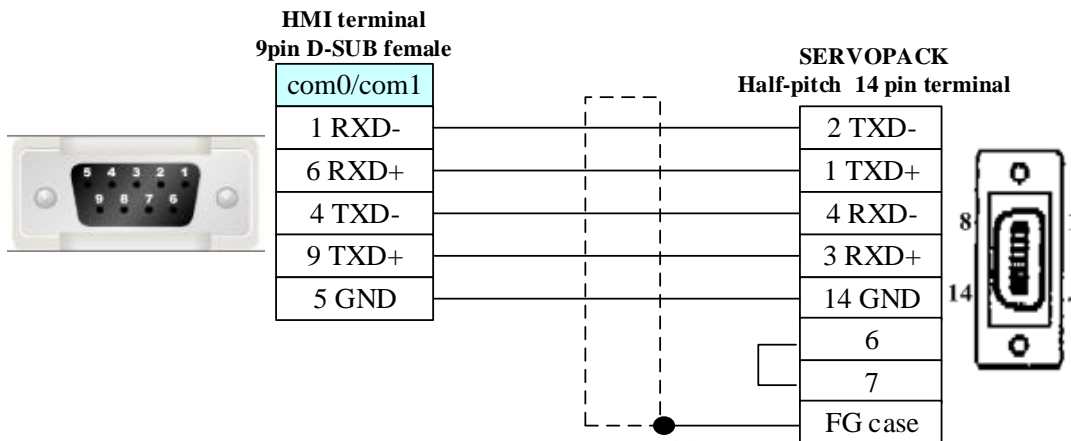 HMI terminal
9pin D-SUB female
com0/com1
1 RXD-
6 RXD+
4 TXD-
9 TXD+
5 GND
5 4 3 2 1
9 8 7 6
SERVOPACK
Half-pitch 14 pin terminal
2 TXD-
1 TXD+
4 RXD-
3 RXD+
14 GND
6
7
FG case
8
14